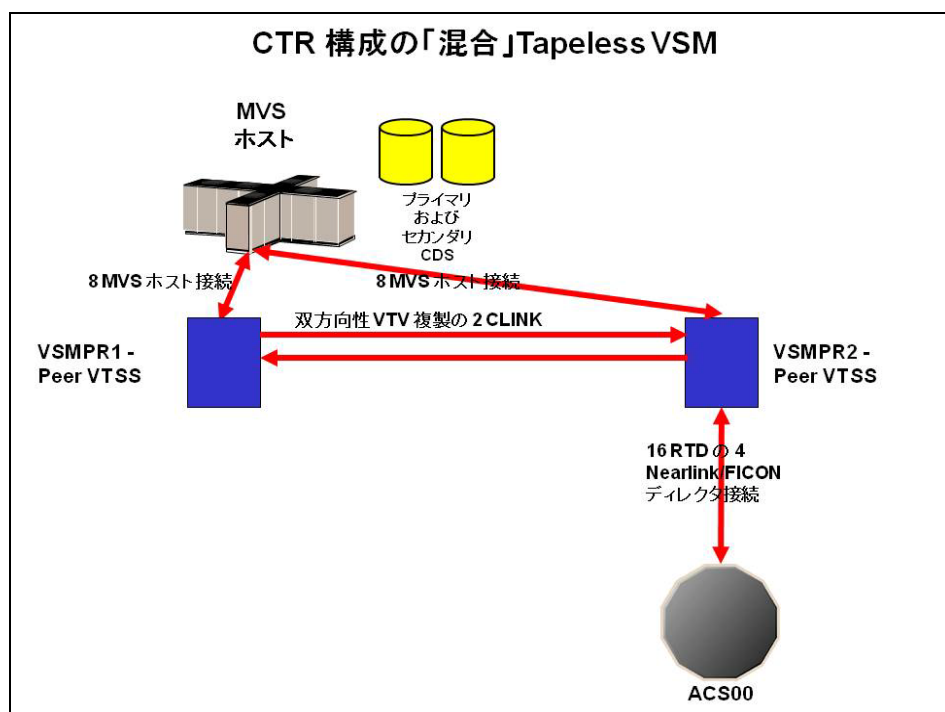 CTR 構成の「混合」Tapeless VSM
MVS
ホスト
プライマリ
および
セカンダリ
CDS
8 MVS ホスト接続
8 MVS ホスト接続
双方向性 VTV 複製の 2 CLINK
VSMPR1 -
Peer VTSS
VSMPR2 -
Peer VTSS
16 RTD の 4
Nearlink/FICON
ディレクタ接続
ACS00